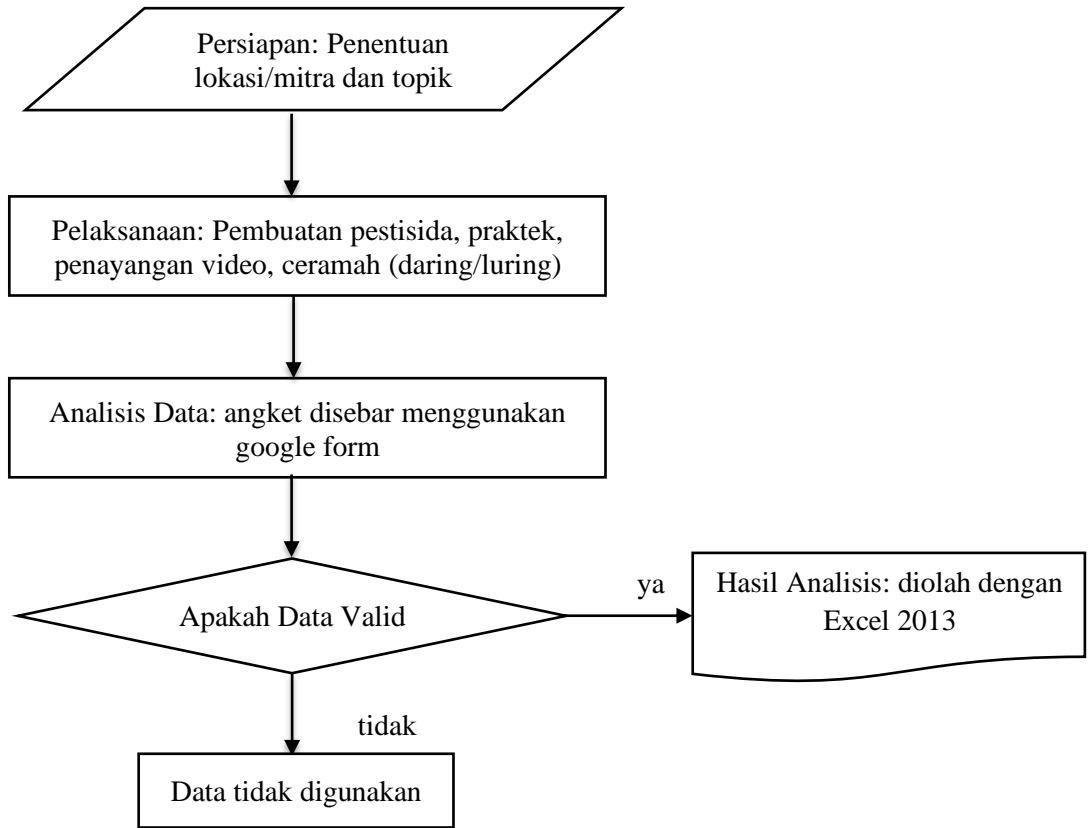 Persiapan: Penentuan
lokasi/mitra dan topik
Pelaksanaan: Pembuatan pestisida, praktek,
penayangan video, ceramah (daring/luring)
Analisis Data: angket disebar menggunakan
google form
Apakah Data Valid
ya
Hasil Analisis: diolah dengan
Excel 2013
tidak
Data tidak digunakan